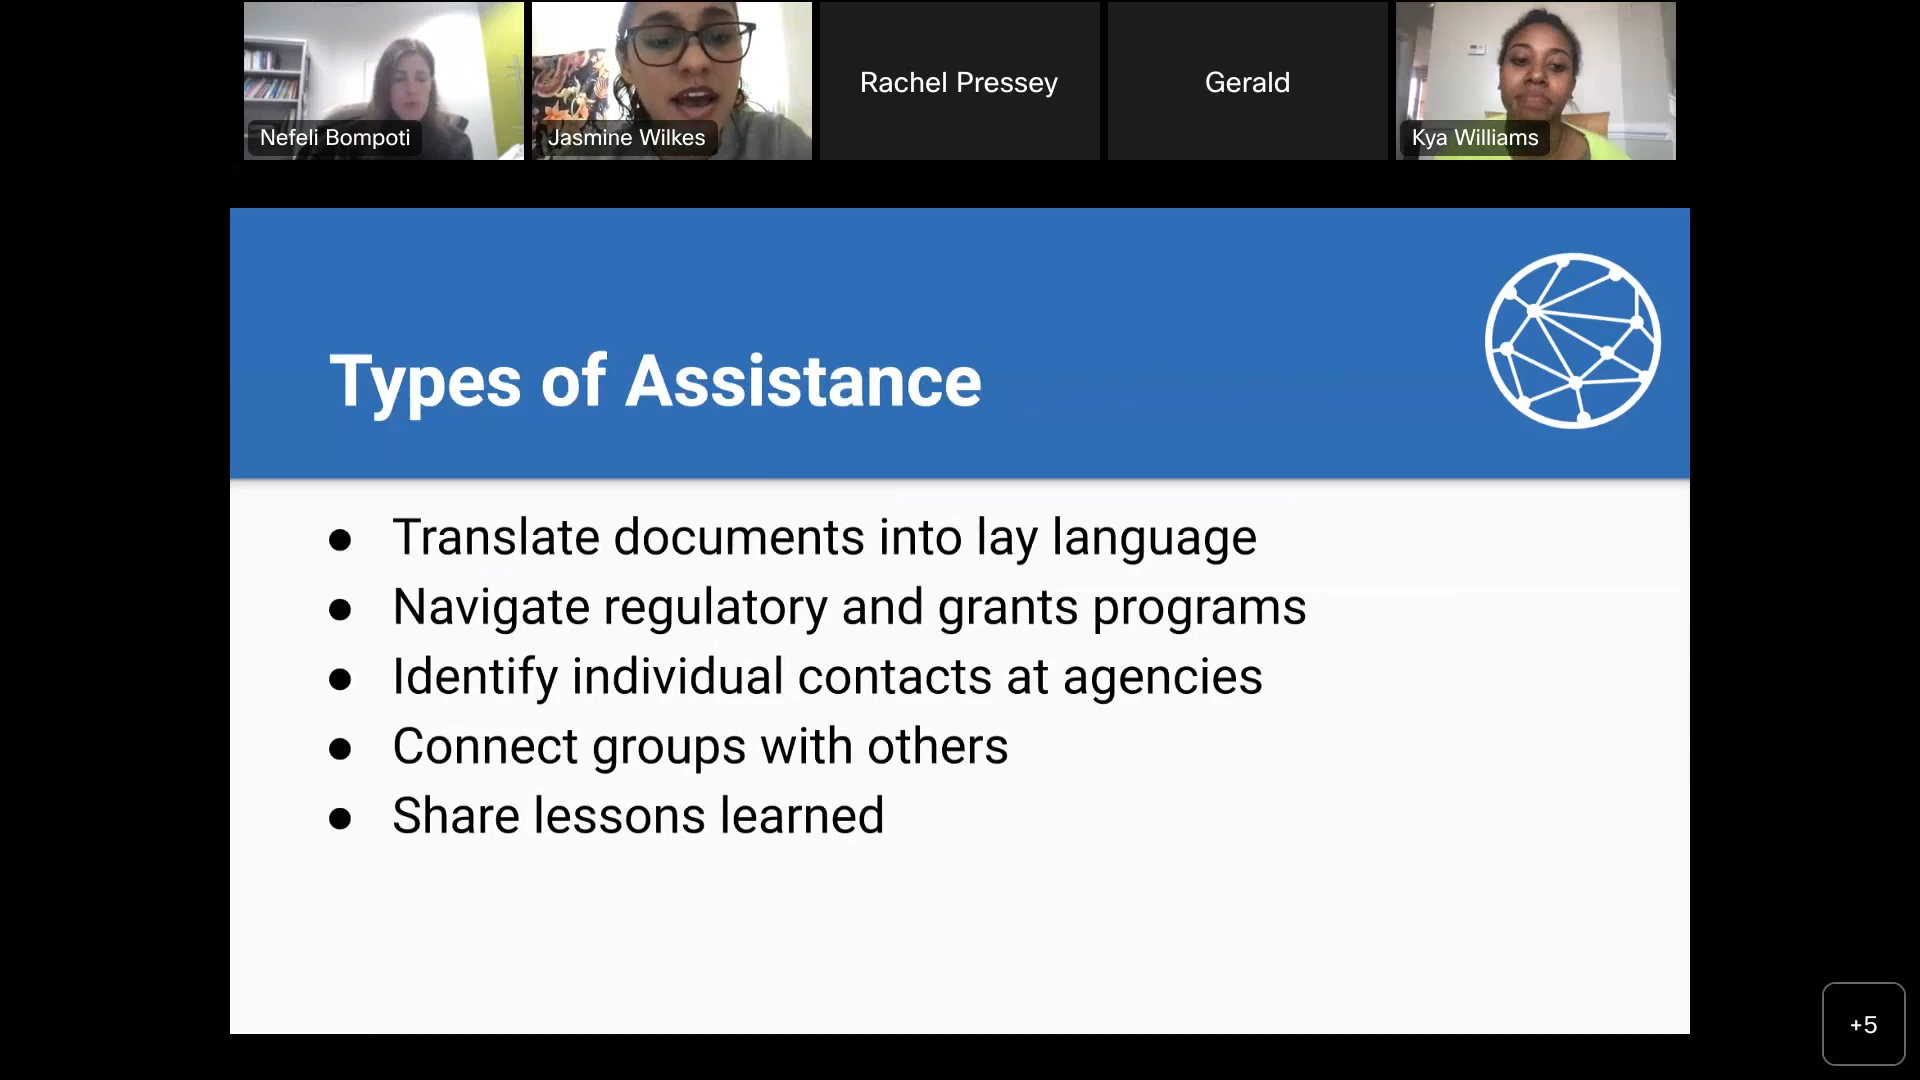 Nefeli Bompoti
Jasmine Wilkes
Rachel Pressey
Gerald
Kya Williams
Types of Assistance
● Translate documents into lay language
● Navigate regulatory and grants programs
● Identify individual contacts at agencies
● Connect groups with others
● Share lessons learned
+5